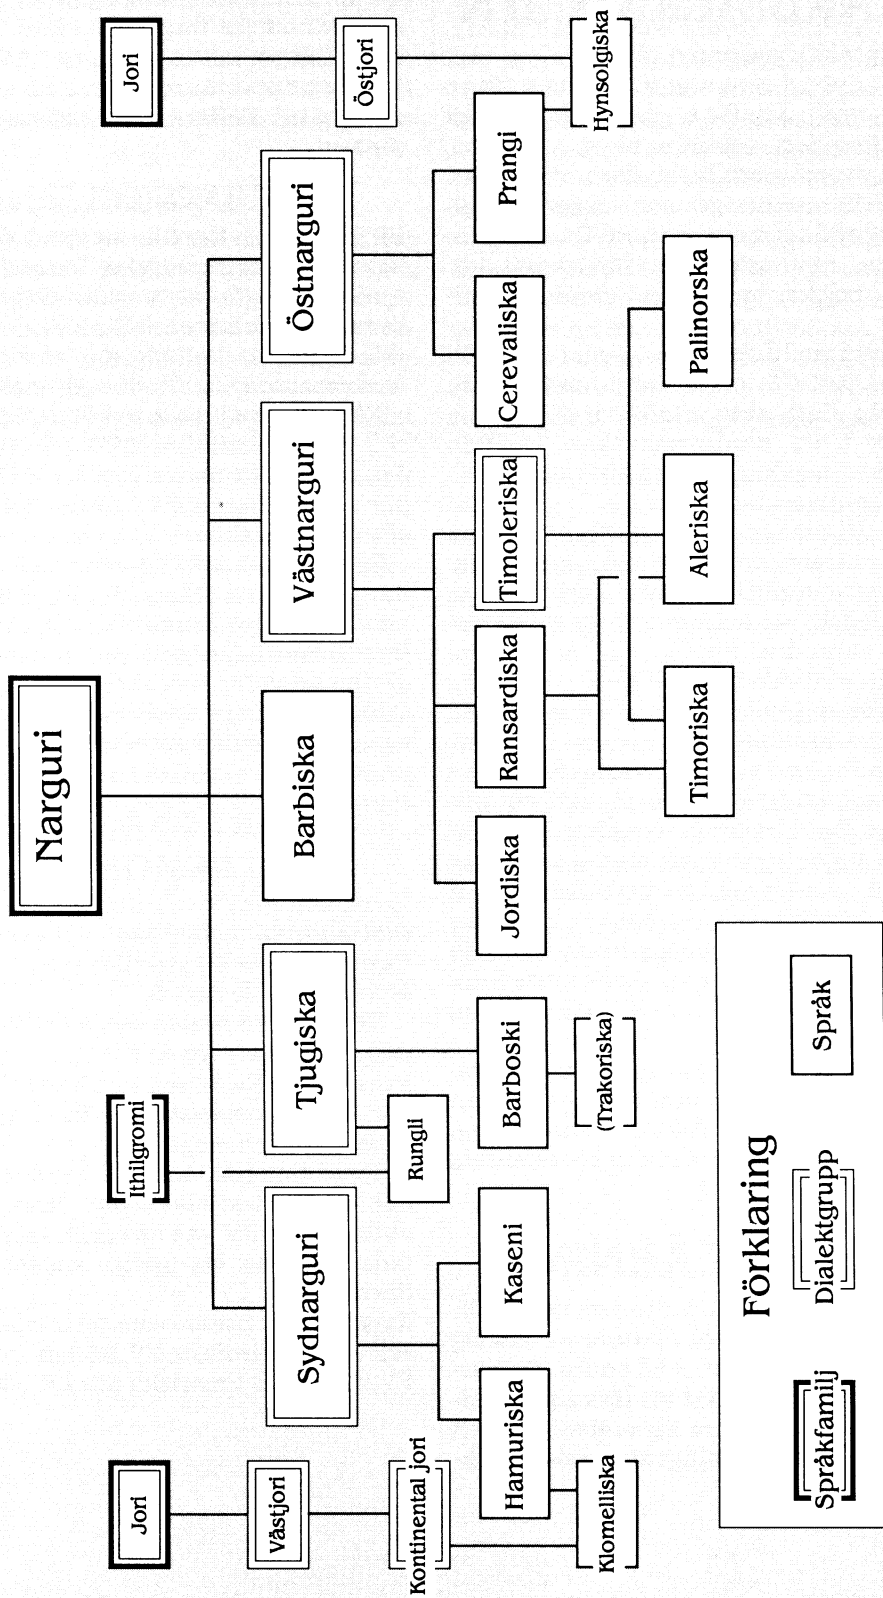 Narguri
Jori
Ithilgromi
Jori
Västjori
Sydnarguri
Tjugiska
Barbiska
Västnarguri
Östnarguri
Östjori
Kontinental jori
Rungli
Hamuriska
Kaseni
Barboski
Jordiska
Ransardiska
Timoleriska
Cerevaliska
Prangi
Klomelliska
(Trakoriska)
Hynsolgiska
Timoriska
Aleriska
Palinorska
Förklaring
Språkfamilj
Dialektgrupp
Språk